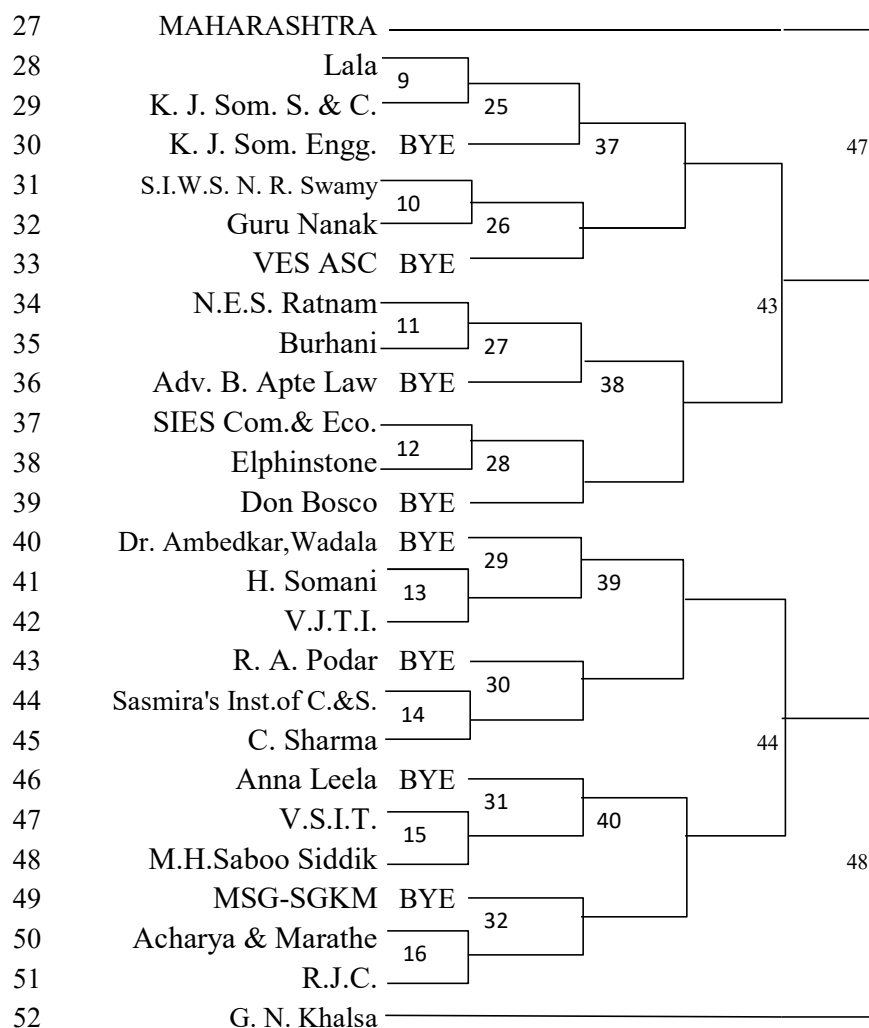 27 MAHARASHTRA
28 Lala
9
29 K. J. Som. S. & C. 25
30 K. J. Som. Engg. BYE 37 47
31 S.I.W.S. N. R. Swamy
10
32 Guru Nanak 26
33 VES ASC BYE
34 N.E.S. Ratnam 43
11
35 Burhani 27
36 Adv. B. Apte Law BYE 38
37 SIES Com.& Eco.
12
38 Elphinstone 28
39 Don Bosco BYE
40 Dr. Ambedkar,Wadala BYE 29
41 H. Somani 13 39
42 V.J.T.I.
43 R. A. Podar BYE 30
44 Sasmira's Inst.of C.&S.
14
45 C. Sharma 44
46 Anna Leela BYE 31
47 V.S.I.T. 15 40
48 M.H.Saboo Siddik 48
49 MSG-SGKM BYE 32
50 Acharya & Marathe
16
51 R.J.C.
52 G. N. Khalsa